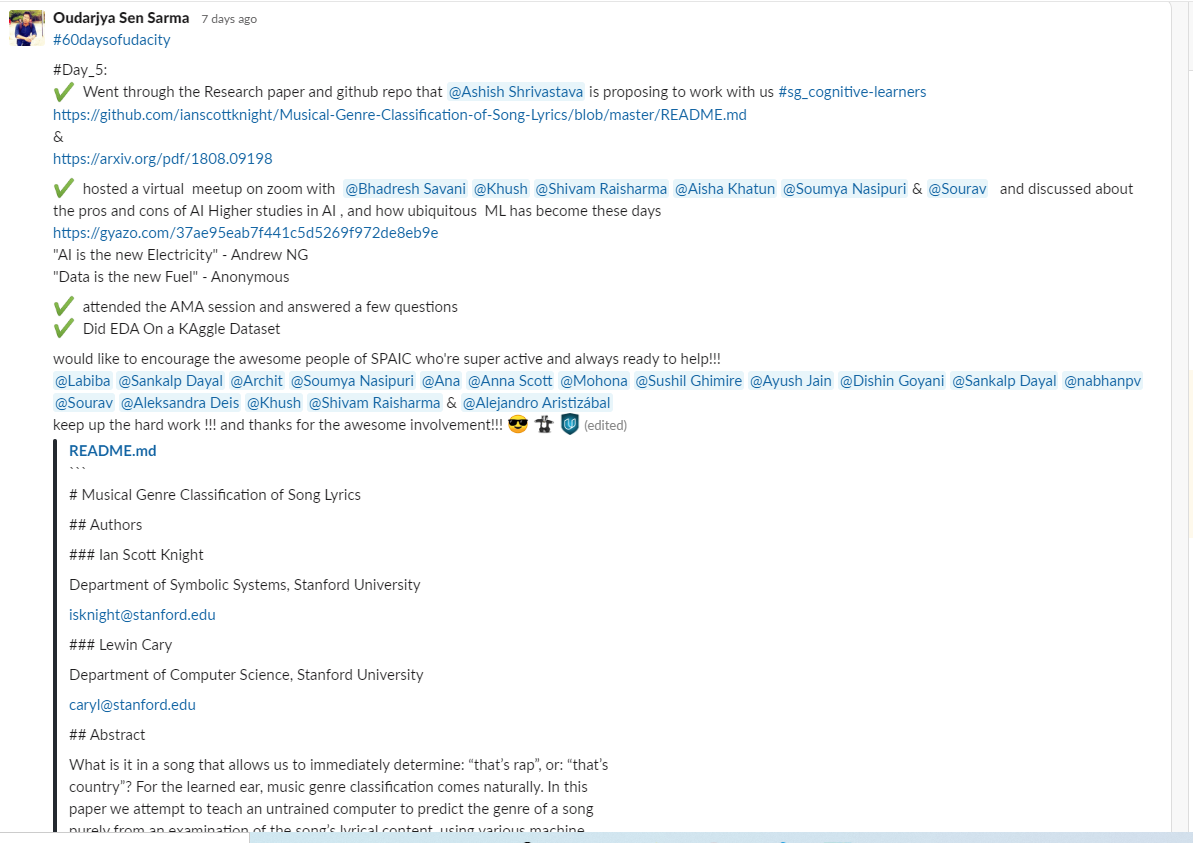 Oudarjya Sen Sarma 7 days ago
#60daysofudacity
#Day_5:
Went through the Research paper and github repo that @Ashish Shrivastava is proposing to work with us #sg_cognitive-learners
https://github.com/ianscottknight/Musical-Genre-Classification-of-Song-Lyrics/blob/master/README.md
&
https://arxiv.org/pdf/1808.09198
hosted a virtual meetup on zoom with @Bhadresh Savani @Khush @Shivam Raisharma @Aisha Khatun @Soumya Nasipuri & @Sourav and discussed about
the pros and cons of AI Higher studies in AI , and how ubiquitous ML has become these days
https://gyazo.com/37ae95eab7f441c5d5269f972de8eb9e
"AI is the new Electricity" - Andrew NG
"Data is the new Fuel" - Anonymous
attended the AMA session and answered a few questions
Did EDA On a KAggle Dataset
would like to encourage the awesome people of SPAIC who're super active and always ready to help!!!
@Labiba @Sankalp Dayal @Archit @Soumya Nasipuri @Ana @Anna Scott @Mohona @Sushil Ghimire @Ayush Jain @Dishin Goyani @Sankalp Dayal @nabhanpv
@Sourav @Aleksandra Deis @Khush @Shivam Raisharma & @Alejandro Aristizábal
keep up the hard work !!! and thanks for the awesome involvement!!! (edited)
README.md
```
# Musical Genre Classification of Song Lyrics
## Authors
### Ian Scott Knight
Department of Symbolic Systems, Stanford University
isknight@stanford.edu
### Lewin Cary
Department of Computer Science, Stanford University
caryl@stanford.edu
## Abstract
What is it in a song that allows us to immediately determine: “that’s rap”, or: “that’s
country”? For the learned ear, music genre classification comes naturally. In this
paper we attempt to teach an untrained computer to predict the genre of a song
purely from an examination of the song’s lyrical content, using various machine